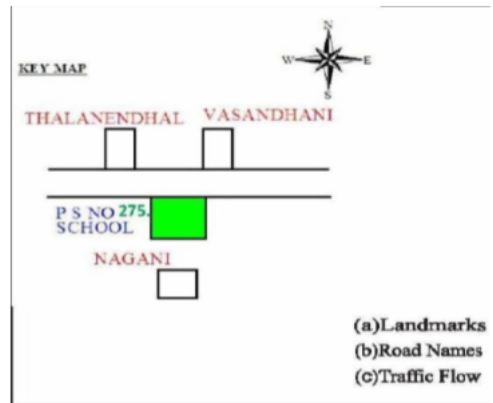 N
W E
S
KEY MAP
THALANENDHAL VASANDHANI
P S NO 275.
SCHOOL
NAGANI
(a)Landmarks
(b)Road Names
(c)Traffic Flow